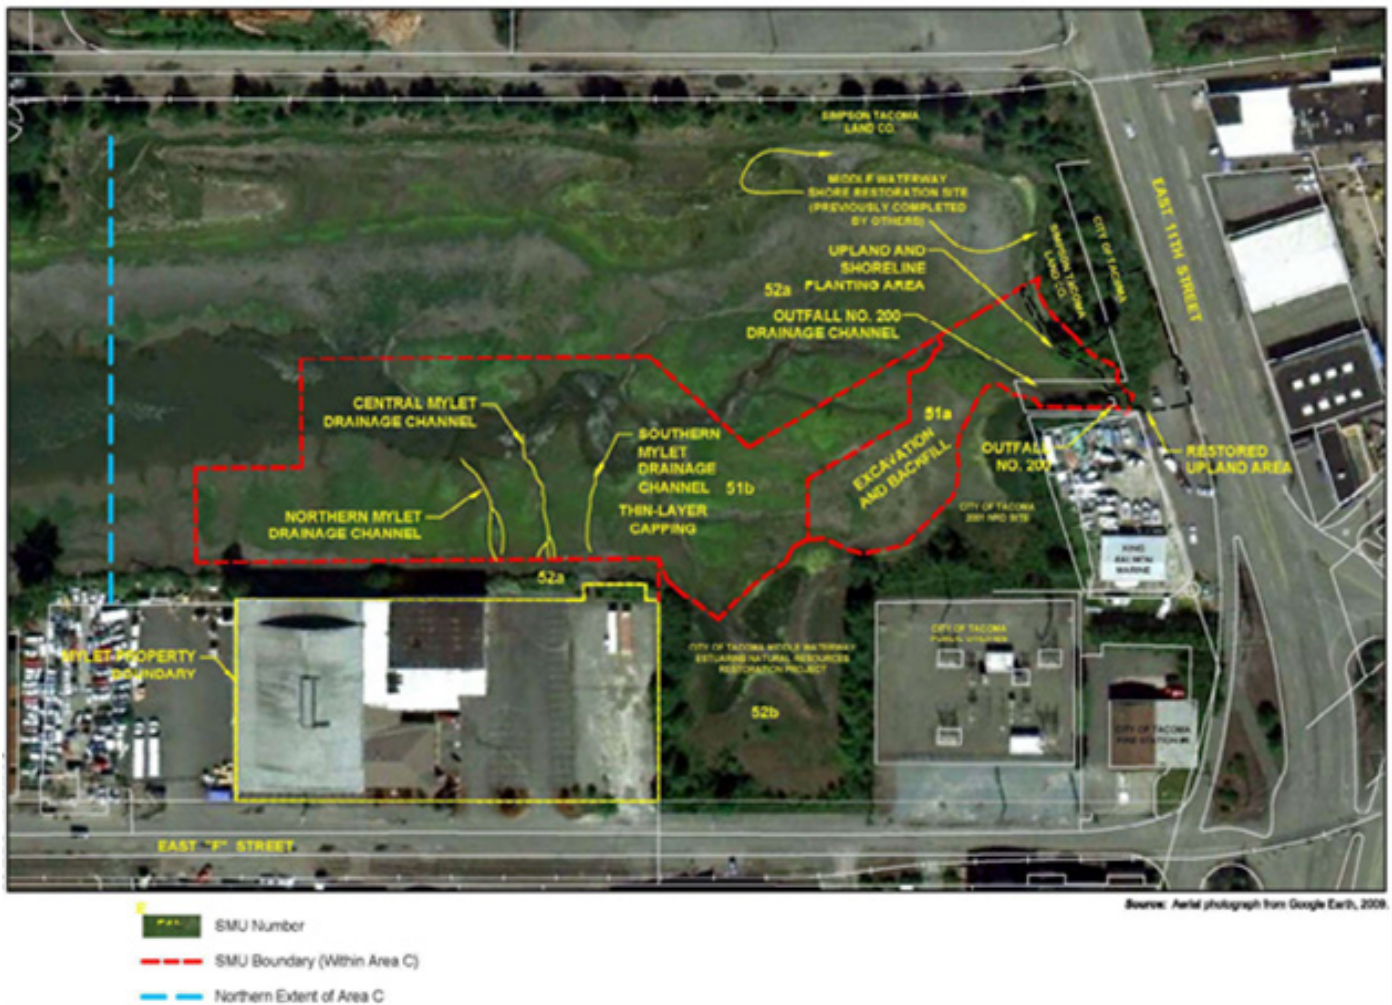 SIMPSON TACOMA
LAND CO.
MIDDLE WATERWAY
SHORE RESTORATION SITE
(PREVIOUSLY COMPLETED
BY OTHERS)
UPLAND AND
SHORELINE
PLANTING AREA
52a
OUTFALL NO. 200
DRAINAGE CHANNEL
SIMPSON TACOMA
LAND CO.
CITY OF TACOMA
EAST 11TH STREET
CENTRAL MYLET
DRAINAGE CHANNEL
SOUTHERN
MYLET
DRAINAGE
CHANNEL
51b
THIN-LAYER
CAPPING
NORTHERN MYLET
DRAINAGE CHANNEL
51a
EXCAVATION
AND BACKFILL
OUTFALL
NO. 200
RESTORED
UPLAND AREA
CITY OF TACOMA
2001 NRD SITE
KING
SALMON
MARINE
52a
MYLET PROPERTY
BOUNDARY
CITY OF TACOMA MIDDLE WATERWAY
ESTUARINE NATURAL RESOURCES
RESTORATION PROJECT
52b
CITY OF TACOMA
PUBLIC UTILITIES
CITY OF TACOMA
FIRE STATION
EAST "F" STREET
Source: Aerial photograph from Google Earth, 2009.
SMU Number
SMU Boundary (Within Area C)
Northern Extent of Area C